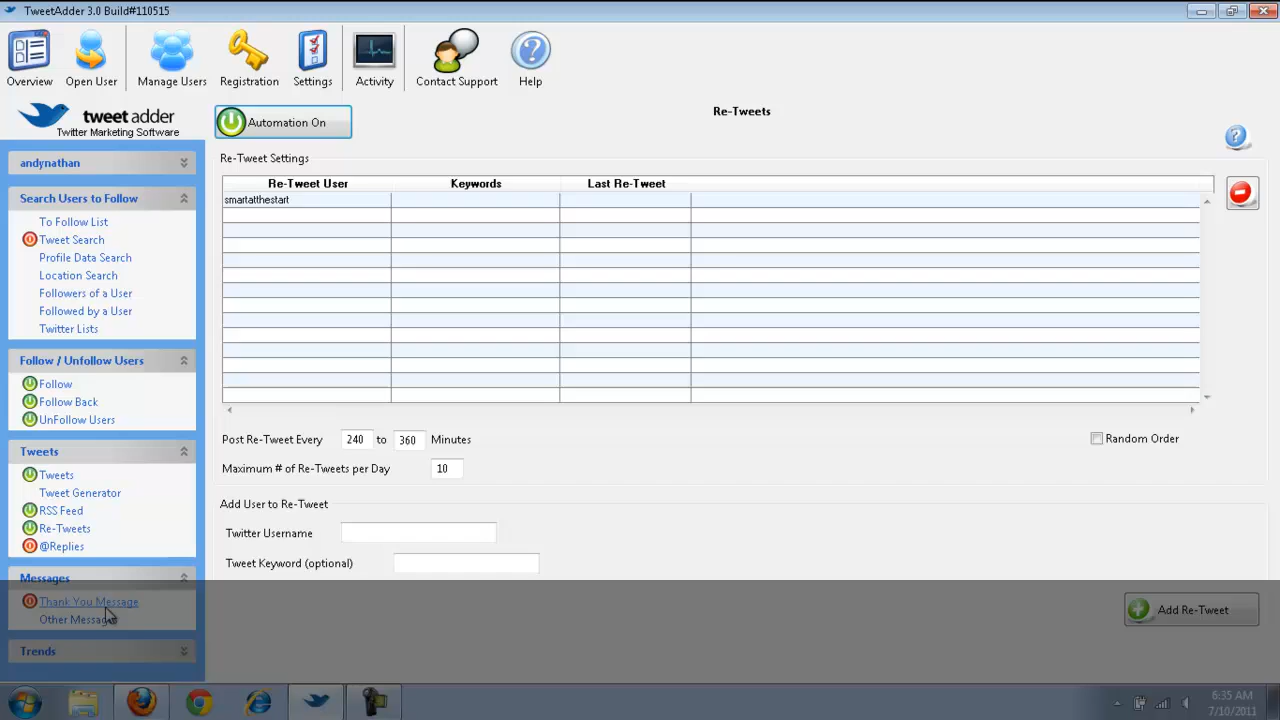 TweetAdder 3.0 Build#110515
Overview
Open User
Manage Users
Registration
Settings
Activity
Contact Support
Help
tweet adder
Twitter Marketing Software
Automation On
Re-Tweets
andynathan
Search Users to Follow
To Follow List
Tweet Search
Profile Data Search
Location Search
Followers of a User
Followed by a User
Twitter Lists
Follow / Unfollow Users
Follow
Follow Back
UnFollow Users
Tweets
Tweets
Tweet Generator
RSS Feed
Re-Tweets
@Replies
Messages
Thank You Message
Other Messages
Trends
Re-Tweet Settings
Re-Tweet User Keywords Last Re-Tweet
smartatthestart
Post Re-Tweet Every 240 to 360 Minutes
Random Order
Maximum # of Re-Tweets per Day 10
Add User to Re-Tweet
Twitter Username
Tweet Keyword (optional)
Add Re-Tweet
6:35 AM
7/10/2011